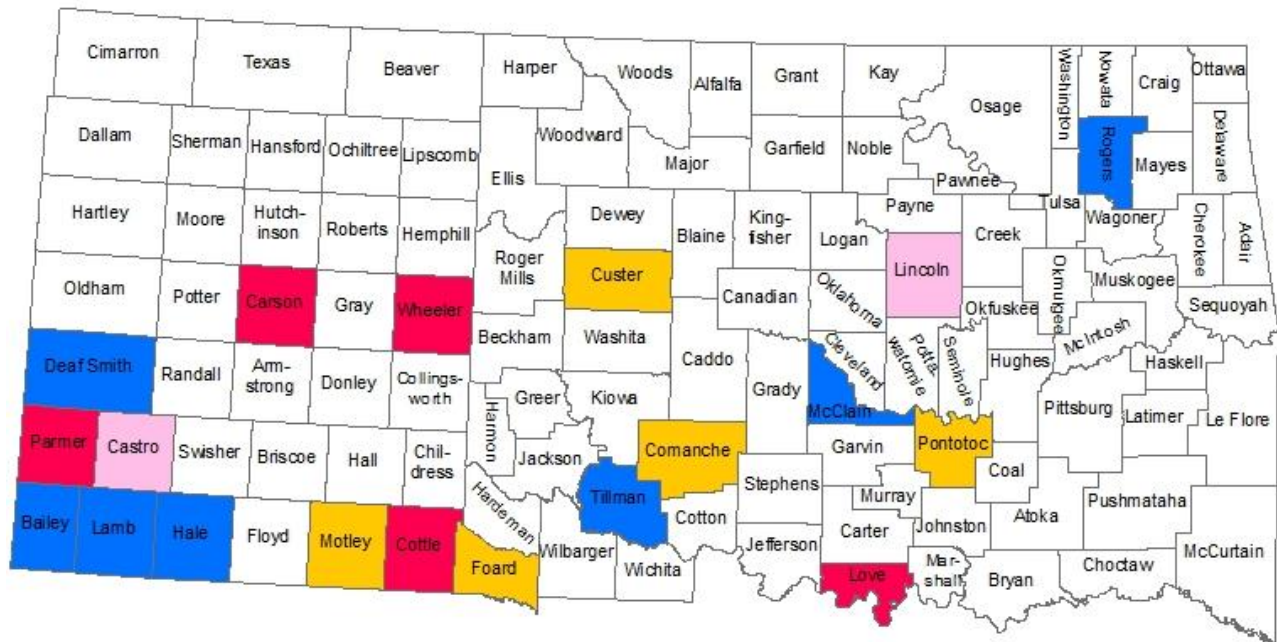 Cimarron
Texas
Beaver
Harper
Woods
Alfalfa
Grant
Kay
Osage
Washington
Nowata
Craig
Ottawa
Dallam
Sherman
Hansford
Ochiltree
Lipscomb
Ellis
Woodward
Major
Garfield
Noble
Pawnee
Rogers
Mayes
Delaware
Hartley
Moore
Hutch-
inson
Roberts
Hemphill
Roger
Mills
Dewey
Blaine
King-
fisher
Logan
Payne
Creek
Tulsa
Wagoner
Cherokee
Adair
Oldham
Potter
Carson
Gray
Wheeler
Beckham
Custer
Washita
Canadian
Oklahoma
Lincoln
Okfuskee
Okmulgee
Muskogee
Sequoyah
Deaf Smith
Randall
Arm-
strong
Donley
Collings-
worth
Harmon
Greer
Kiowa
Caddo
Grady
Cleveland
McClain
Potta-
watomie
Seminole
Hughes
McIntosh
Haskell
Pittsburg
Latimer
Le Flore
Parmer
Castro
Swisher
Briscoe
Hall
Chil-
dress
Jackson
Comanche
Garvin
Pontotoc
Coal
Bailey
Lamb
Hale
Floyd
Motley
Cottle
Hardeman
Foard
Wilbarger
Tillman
Wichita
Cotton
Stephens
Jefferson
Murray
Carter
Johnston
Atoka
Pushmataha
Love
Mar-
shall
Bryan
Choctaw
McCurtain